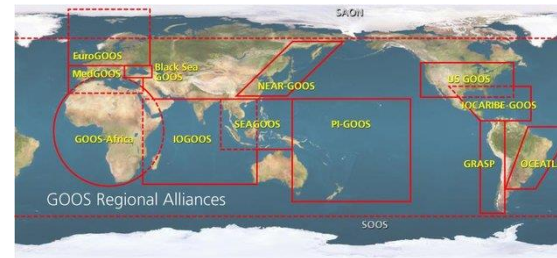 SAON
EuroGOOS
MedGOOS
Black Sea
GOOS
NEAR-GOOS
US GOOS
IOCARIBE-GOOS
GOOS-Africa
IOGOOS
SEAGOOS
PI-GOOS
GRASP
OCEATL
GOOS Regional Alliances
SOOS